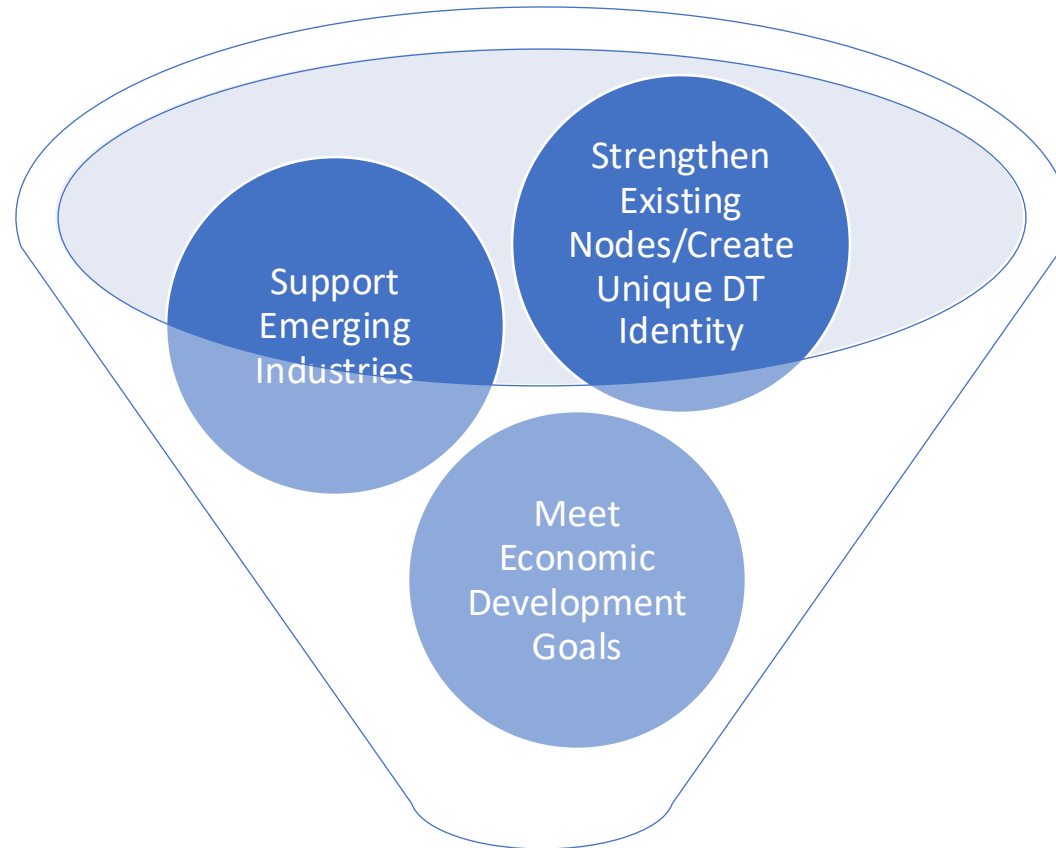 Strengthen
Existing
Nodes/Create
Unique DT
Identity
Support
Emerging
Industries
Meet
Economic
Development
Goals